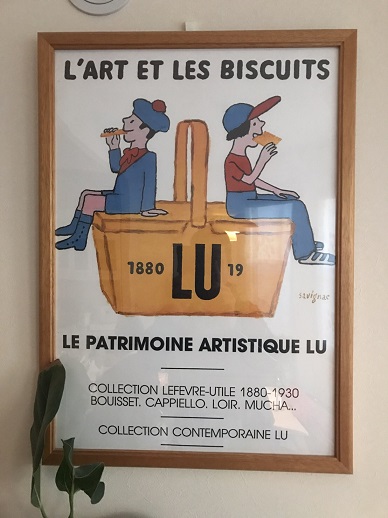 L'ART ET LES BISCUITS
1880 LU 19
savignac
LE PATRIMOINE ARTISTIQUE LU
COLLECTION LEFEVRE-UTILE 1880-1930
BOUISSET. CAPPIELLO. LOIR. MUCHA...
COLLECTION CONTEMPORAINE LU